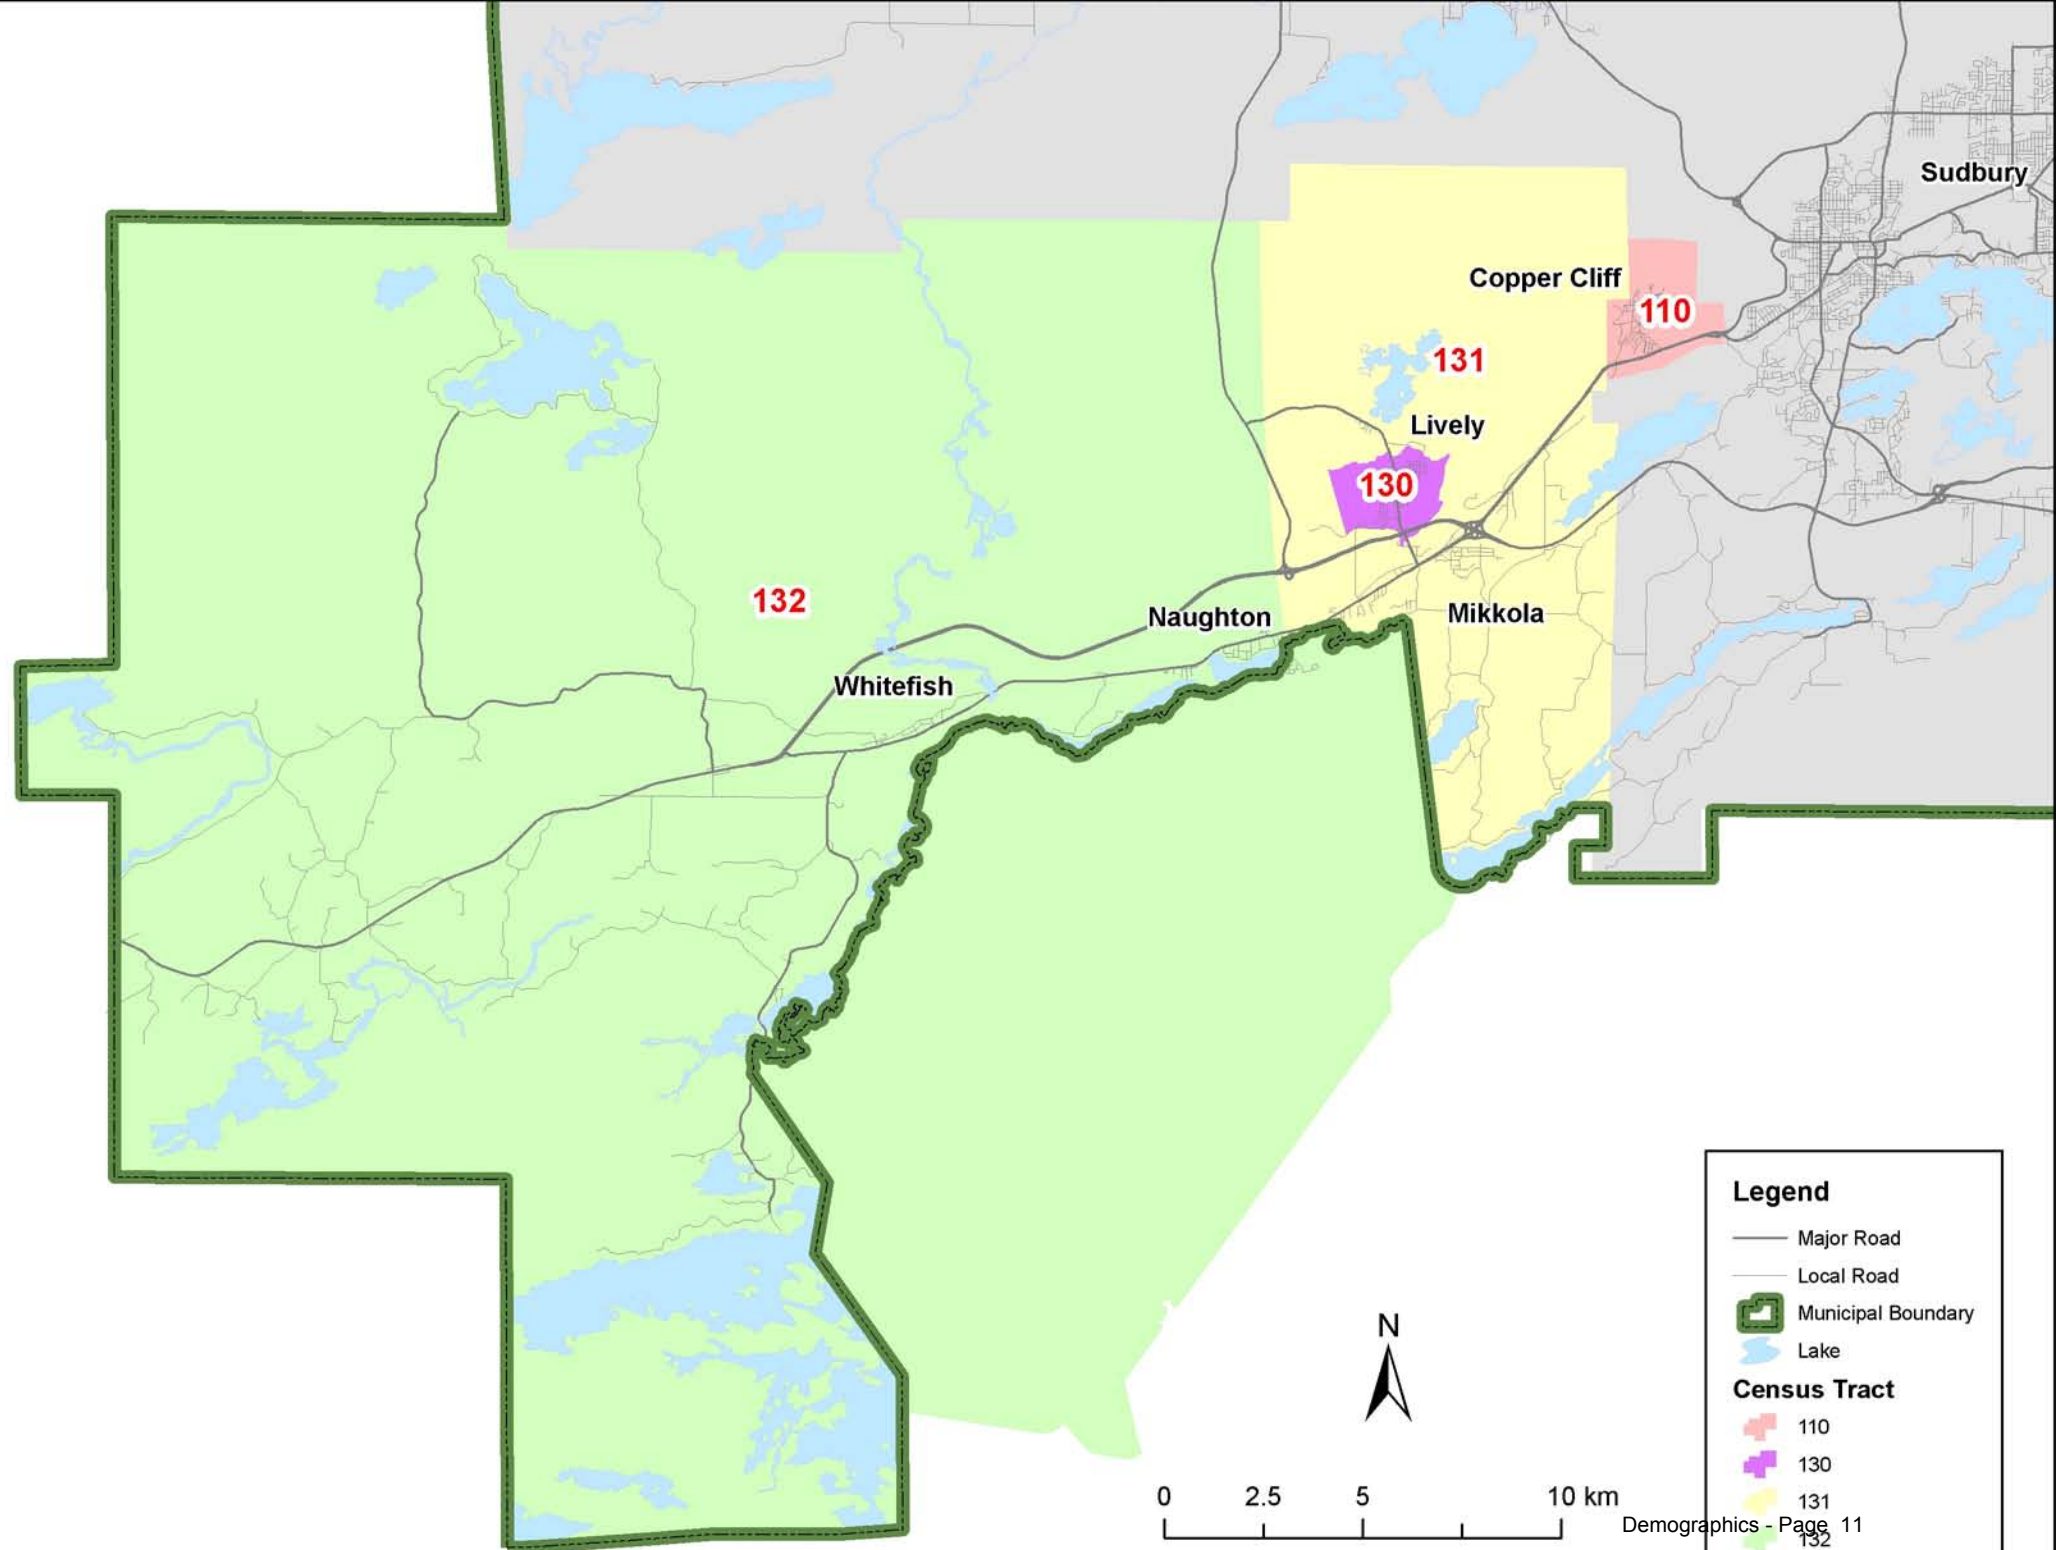 Sudbury
Copper Cliff
110
131
Lively
130
132
Naughton
Mikkola
Whitefish
Legend
Major Road
Local Road
Municipal Boundary
Lake
Census Tract
110
130
131
132
N
0 2.5 5 10 km
Demographics - Page 11